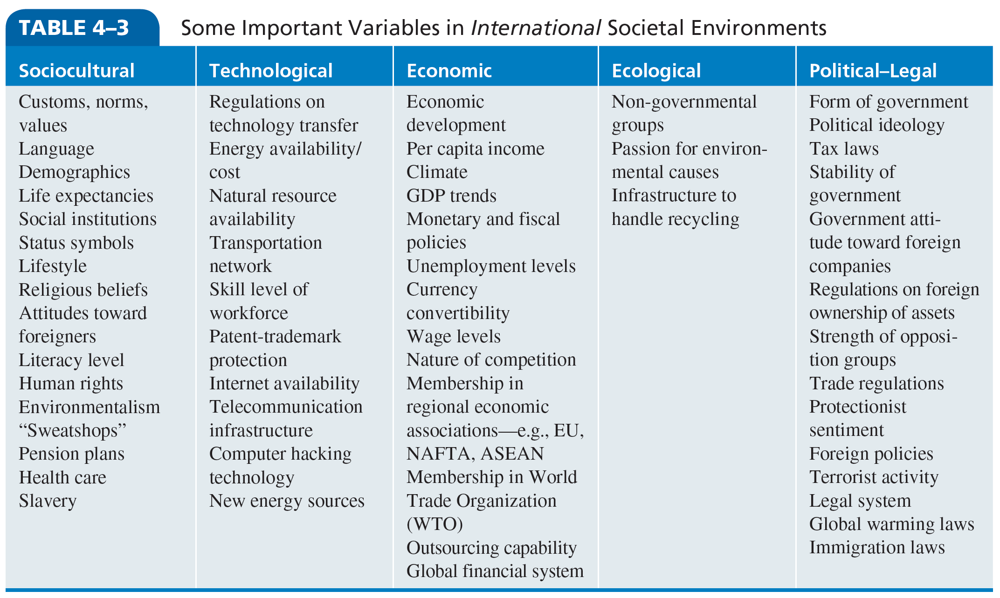 TABLE 4–3 Some Important Variables in International Societal Environments
Sociocultural
Customs, norms,
values
Language
Demographics
Life expectancies
Social institutions
Status symbols
Lifestyle
Religious beliefs
Attitudes toward
foreigners
Literacy level
Human rights
Environmentalism
“Sweatshops”
Pension plans
Health care
Slavery
Technological
Regulations on
technology transfer
Energy availability/
cost
Natural resource
availability
Transportation
network
Skill level of
workforce
Patent-trademark
protection
Internet availability
Telecommunication
infrastructure
Computer hacking
technology
New energy sources
Economic
Economic
development
Per capita income
Climate
GDP trends
Monetary and fiscal
policies
Unemployment levels
Currency
convertibility
Wage levels
Nature of competition
Membership in
regional economic
associations—e.g., EU,
NAFTA, ASEAN
Membership in World
Trade Organization
(WTO)
Outsourcing capability
Global financial system
Ecological
Non-governmental
groups
Passion for environ-
mental causes
Infrastructure to
handle recycling
Political–Legal
Form of government
Political ideology
Tax laws
Stability of
government
Government atti-
tude toward foreign
companies
Regulations on foreign
ownership of assets
Strength of opposi-
tion groups
Trade regulations
Protectionist
sentiment
Foreign policies
Terrorist activity
Legal system
Global warming laws
Immigration laws